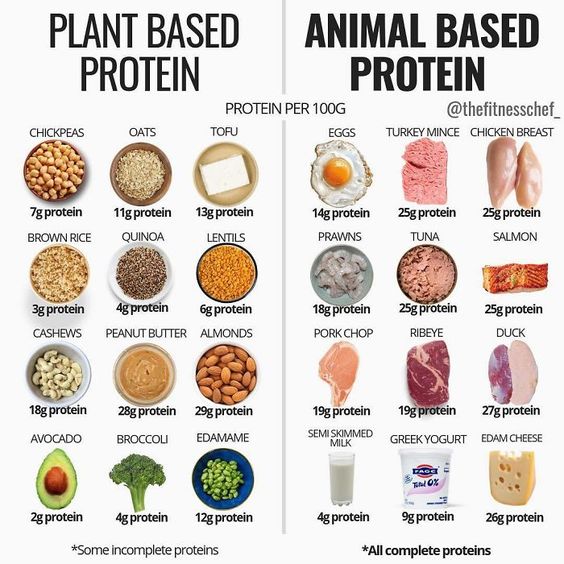 PLANT BASED
PROTEIN
ANIMAL BASED
PROTEIN
PROTEIN PER 100G
@thefitnesschef_
CHICKPEAS
OATS
TOFU
7g protein
11g protein
13g protein
BROWN RICE
QUINOA
LENTILS
3g protein
4g protein
6g protein
CASHEWS
PEANUT BUTTER
ALMONDS
18g protein
28g protein
29g protein
AVOCADO
BROCCOLI
EDAMAME
2g protein
4g protein
12g protein
*Some incomplete proteins
EGGS
TURKEY MINCE
CHICKEN BREAST
14g protein
25g protein
25g protein
PRAWNS
TUNA
SALMON
18g protein
25g protein
25g protein
PORK CHOP
RIBEYE
DUCK
19g protein
19g protein
27g protein
SEMI SKIMMED
MILK
GREEK YOGURT
EDAM CHEESE
FAGE
Total 0%
4g protein
9g protein
26g protein
*All complete proteins